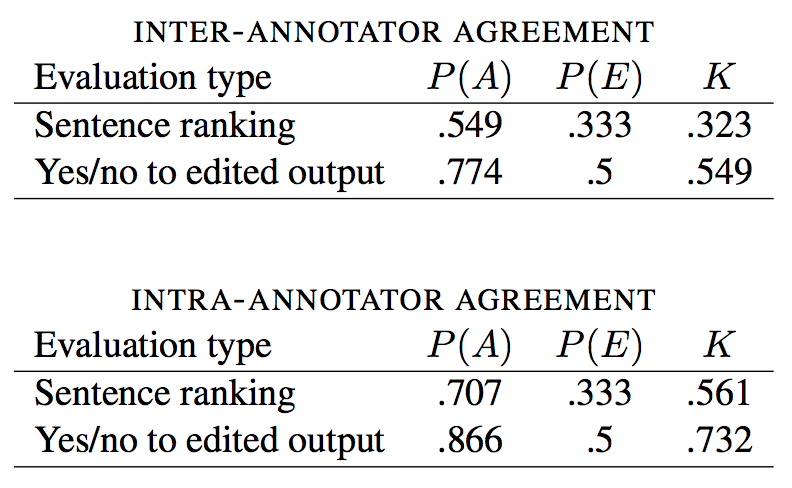 INTER-ANNOTATOR AGREEMENT
Evaluation type P(A) P(E) K
Sentence ranking .549 .333 .323
Yes/no to edited output .774 .5 .549
INTRA-ANNOTATOR AGREEMENT
Evaluation type P(A) P(E) K
Sentence ranking .707 .333 .561
Yes/no to edited output .866 .5 .732